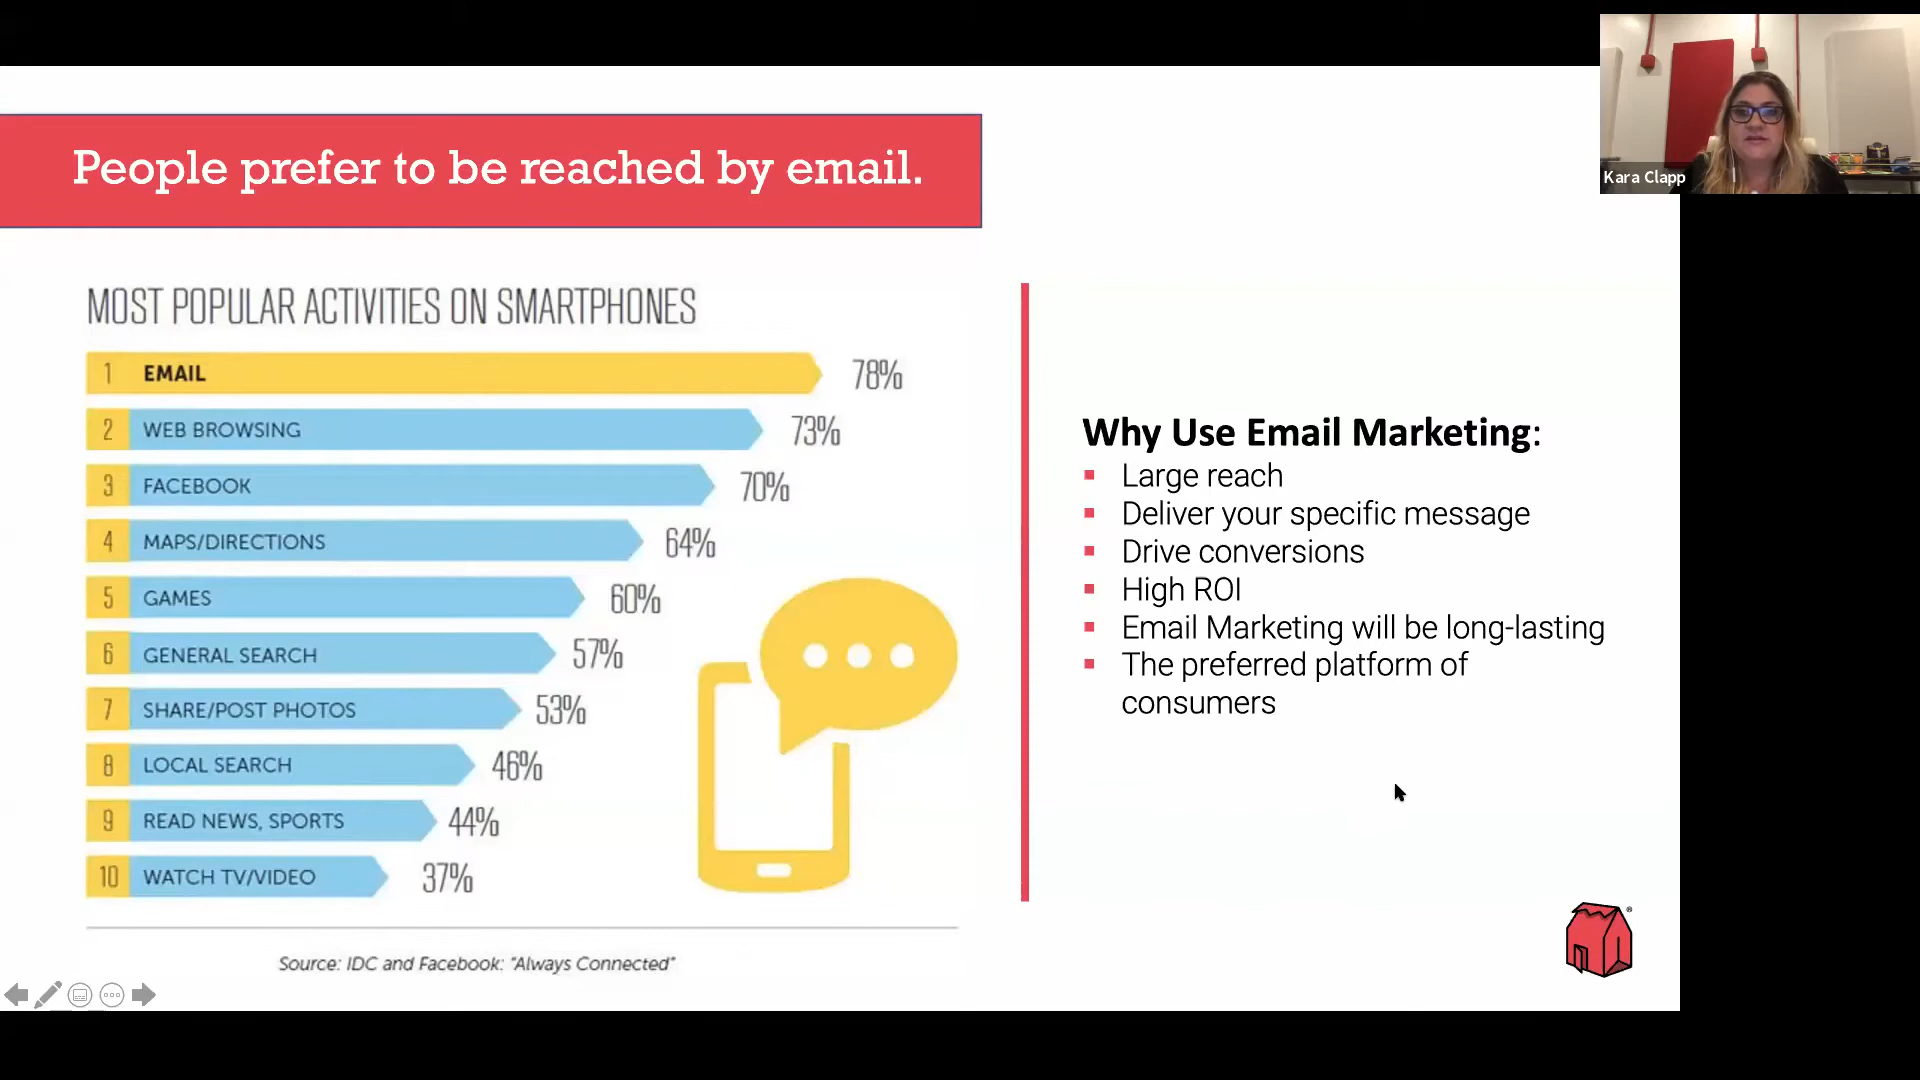 Kara Clapp
People prefer to be reached by email.
MOST POPULAR ACTIVITIES ON SMARTPHONES
1 EMAIL 78%
2 WEB BROWSING 73%
3 FACEBOOK 70%
4 MAPS/DIRECTIONS 64%
5 GAMES 60%
6 GENERAL SEARCH 57%
7 SHARE/POST PHOTOS 53%
8 LOCAL SEARCH 46%
9 READ NEWS, SPORTS 44%
10 WATCH TV/VIDEO 37%
Source: IDC and Facebook: "Always Connected"
Why Use Email Marketing:
▪ Large reach
▪ Deliver your specific message
▪ Drive conversions
▪ High ROI
▪ Email Marketing will be long-lasting
▪ The preferred platform of
consumers
®